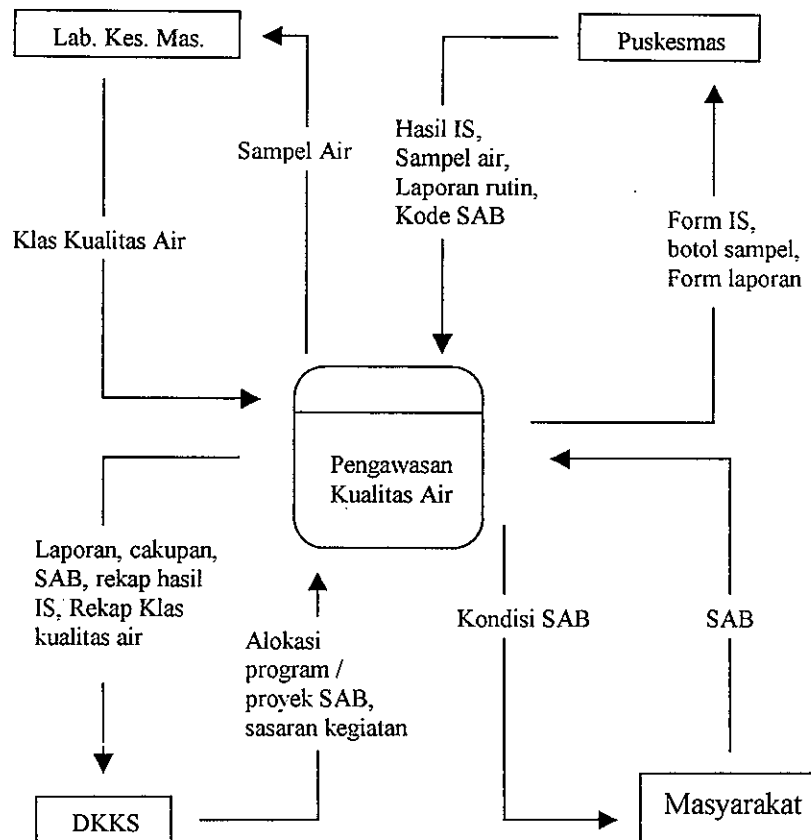 Lab. Kes. Mas.
Puskesmas
Sampel Air
Hasil IS,
Sampel air,
Laporan rutin,
Kode SAB
Klas Kualitas Air
Form IS,
botol sampel,
Form laporan
Pengawasan
Kualitas Air
Laporan, cakupan,
SAB, rekap hasil
IS, Rekap Klas
kualitas air
Alokasi
program /
proyek SAB,
sasaran kegiatan
Kondisi SAB
SAB
DKKS
Masyarakat